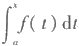 ∫ₐˣ f( t ) dt